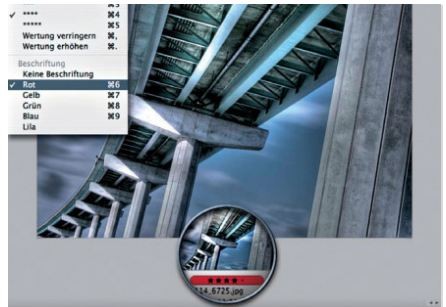 ✓ **** ⌘4
***** ⌘5
Wertung verringern ⌘,
Wertung erhöhen ⌘.
Beschriftung
Keine Beschriftung
✓ Rot ⌘6
Gelb ⌘7
Grün ⌘8
Blau ⌘9
Lila
★★★★·
6725.jpg